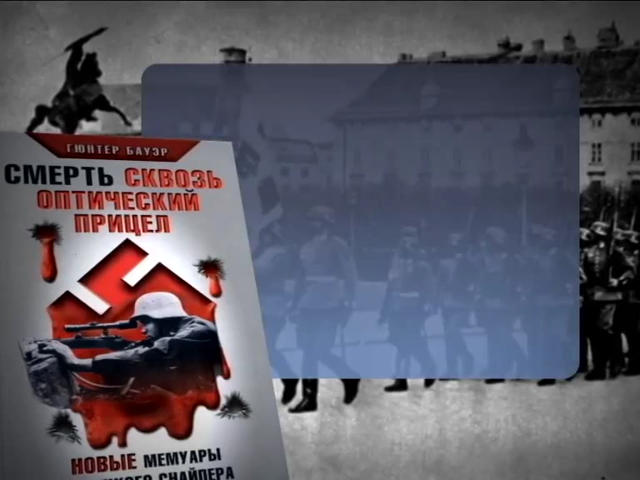 ГЮНТЕР БАУЭР
СМЕРТЬ СКВОЗЬ
ОПТИЧЕСКИЙ
ПРИЦЕЛ
НОВЫЕ МЕМУАРЫ
СНАЙПЕРА